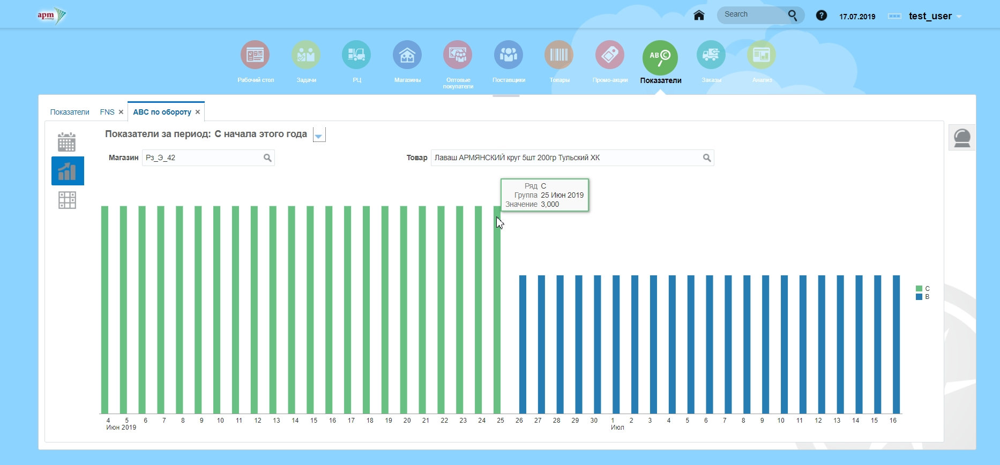 apm
Search
?
17.07.2019
test_user
ABC
Рабочий стол
Задачи
РЦ
Магазины
Оптовые
покупатели
Поставщики
Товары
Промо-акции
Показатели
Заказы
Анализ
Показатели
FNS
ABC по обороту
Показатели за период: С начала этого года
Магазин Рз_Э_42
Товар Лаваш АРМЯНСКИЙ круг 5шт 200гр Тульский ХК
Ряд C
Группа 25 Июн 2019
Значение 3,000
C
B
4 5 6 7 8 9 10 11 12 13 14 15 16 17 18 19 20 21 22 23 24 25 26 27 28 29 30 1 2 3 4 5 6 7 8 9 10 11 12 13 14 15 16
Июн 2019 Июл